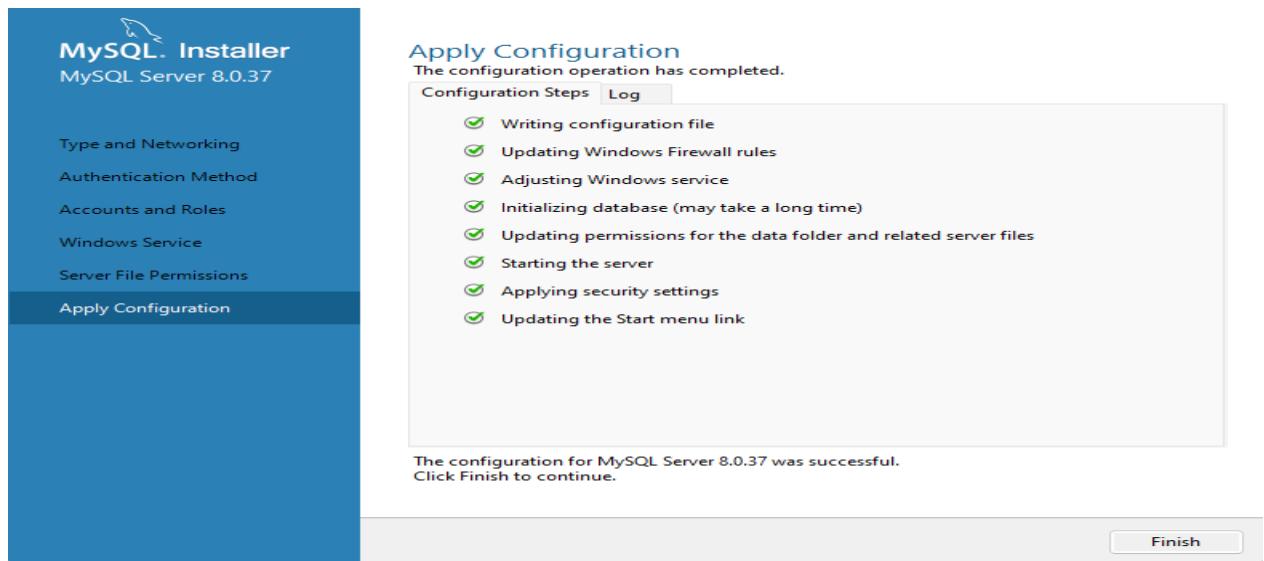 MySQL. Installer
MySQL Server 8.0.37
Type and Networking
Authentication Method
Accounts and Roles
Windows Service
Server File Permissions
Apply Configuration
Apply Configuration
The configuration operation has completed.
Configuration Steps Log
Writing configuration file
Updating Windows Firewall rules
Adjusting Windows service
Initializing database (may take a long time)
Updating permissions for the data folder and related server files
Starting the server
Applying security settings
Updating the Start menu link
The configuration for MySQL Server 8.0.37 was successful.
Click Finish to continue.
Finish